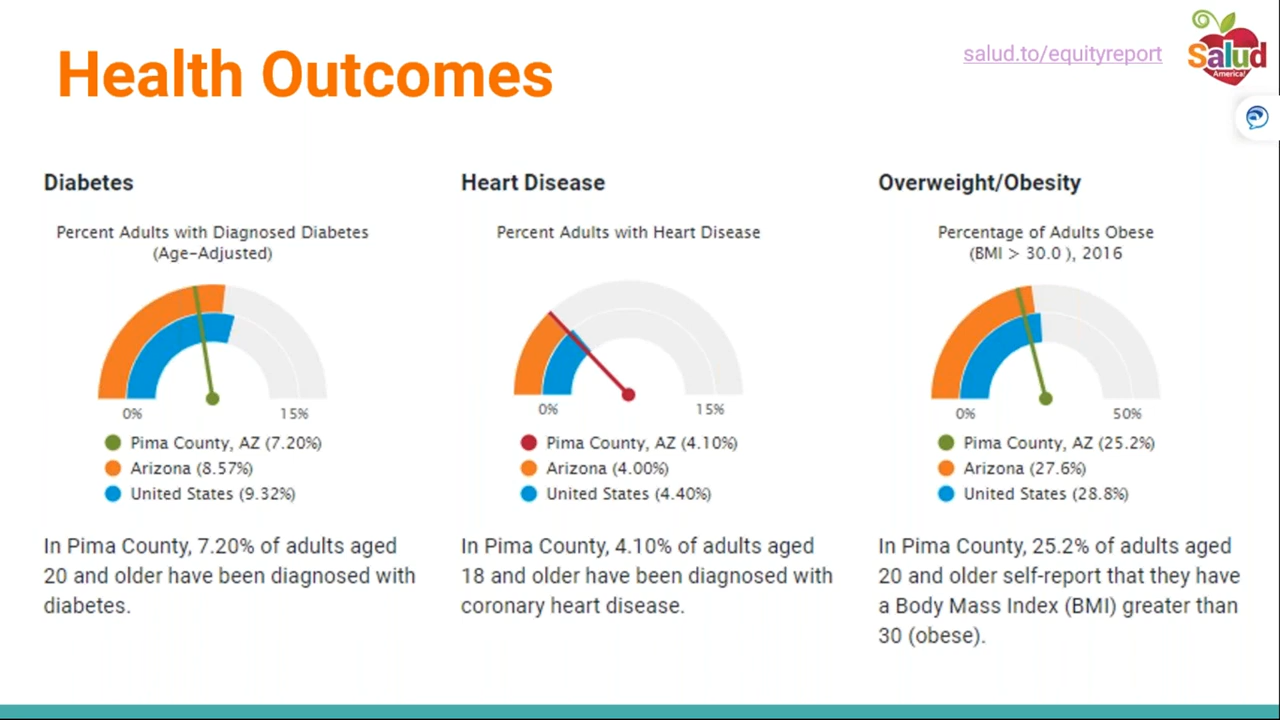 Health Outcomes
salud.to/equityreport
Salud
America!
Diabetes
Percent Adults with Diagnosed Diabetes
(Age-Adjusted)
0%
15%
Pima County, AZ (7.20%)
Arizona (8.57%)
United States (9.32%)
In Pima County, 7.20% of adults aged
20 and older have been diagnosed with
diabetes.
Heart Disease
Percent Adults with Heart Disease
0%
15%
Pima County, AZ (4.10%)
Arizona (4.00%)
United States (4.40%)
In Pima County, 4.10% of adults aged
18 and older have been diagnosed with
coronary heart disease.
Overweight/Obesity
Percentage of Adults Obese
(BMI > 30.0 ), 2016
0%
50%
Pima County, AZ (25.2%)
Arizona (27.6%)
United States (28.8%)
In Pima County, 25.2% of adults aged
20 and older self-report that they have
a Body Mass Index (BMI) greater than
30 (obese).